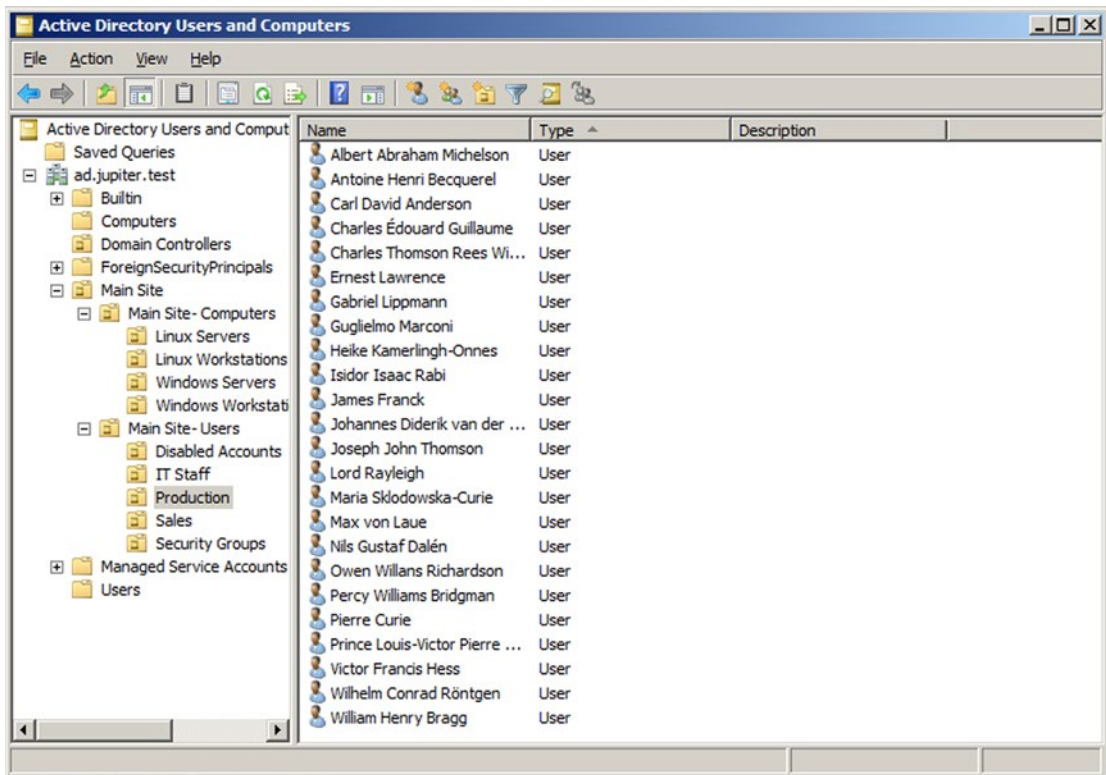 Active Directory Users and Computers
File Action View Help
Active Directory Users and Comput
Saved Queries
ad.jupiter.test
Builtin
Computers
Domain Controllers
ForeignSecurityPrincipals
Main Site
Main Site- Computers
Linux Servers
Linux Workstations
Windows Servers
Windows Workstati
Main Site- Users
Disabled Accounts
IT Staff
Production
Sales
Security Groups
Managed Service Accounts
Users
Name Type Description
Albert Abraham Michelson User
Antoine Henri Becquerel User
Carl David Anderson User
Charles Édouard Guillaume User
Charles Thomson Rees Wi... User
Ernest Lawrence User
Gabriel Lippmann User
Guglielmo Marconi User
Heike Kamerlingh-Onnes User
Isidor Isaac Rabi User
James Franck User
Johannes Diderik van der ... User
Joseph John Thomson User
Lord Rayleigh User
Maria Sklodowska-Curie User
Max von Laue User
Nils Gustaf Dalén User
Owen Willans Richardson User
Percy Williams Bridgman User
Pierre Curie User
Prince Louis-Victor Pierre ... User
Victor Francis Hess User
Wilhelm Conrad Röntgen User
William Henry Bragg User